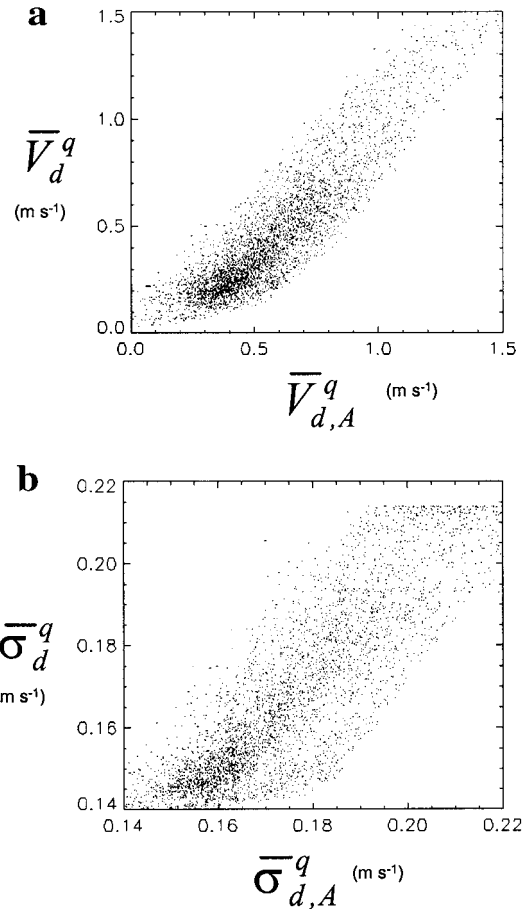 a
1.5
1.0
V̅_d^q
(m s⁻¹)
0.5
0.0
0.0 0.5 1.0 1.5
V̅_{d,A}^q (m s⁻¹)
b
0.22
0.20
σ̅_d^q
0.18
m s⁻¹)
0.16
0.14
0.14 0.16 0.18 0.20 0.22
σ̅_{d,A}^q (m s⁻¹)